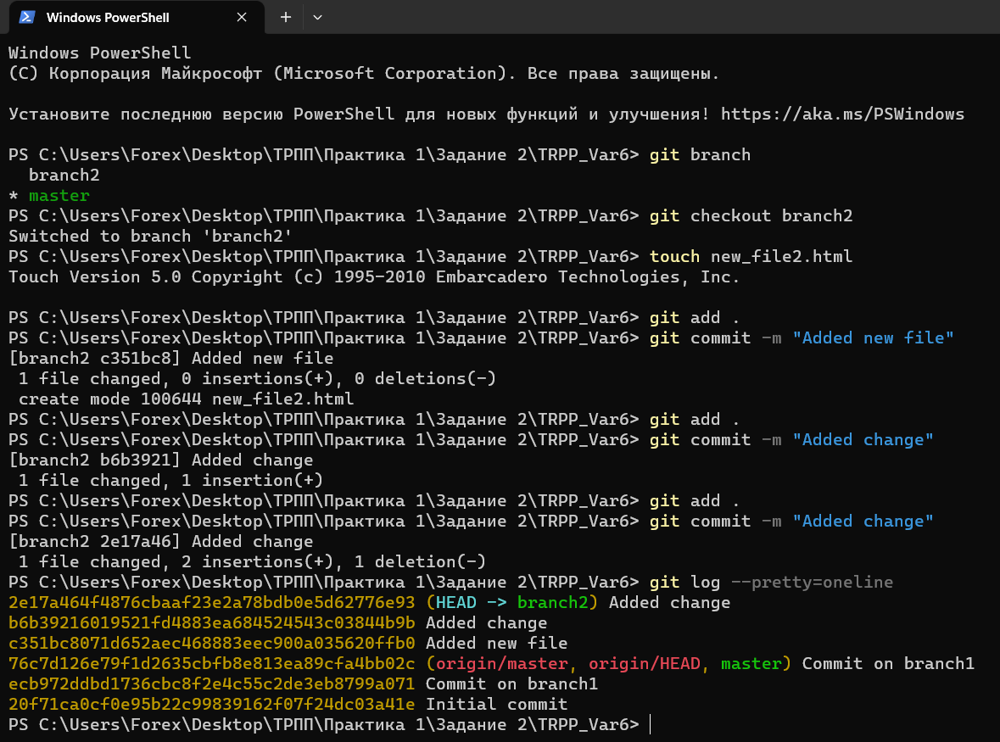 Windows PowerShell
Windows PowerShell
(C) Корпорация Майкрософт (Microsoft Corporation). Все права защищены.
Установите последнюю версию PowerShell для новых функций и улучшения! https://aka.ms/PSWindows
PS C:\Users\Forex\Desktop\ТРПП\Практика 1\Задание 2\TRPP_Var6> git branch
  branch2
* master
PS C:\Users\Forex\Desktop\ТРПП\Практика 1\Задание 2\TRPP_Var6> git checkout branch2
Switched to branch 'branch2'
PS C:\Users\Forex\Desktop\ТРПП\Практика 1\Задание 2\TRPP_Var6> touch new_file2.html
Touch Version 5.0 Copyright (c) 1995-2010 Embarcadero Technologies, Inc.
PS C:\Users\Forex\Desktop\ТРПП\Практика 1\Задание 2\TRPP_Var6> git add .
PS C:\Users\Forex\Desktop\ТРПП\Практика 1\Задание 2\TRPP_Var6> git commit -m "Added new file"
[branch2 c351bc8] Added new file
 1 file changed, 0 insertions(+), 0 deletions(-)
 create mode 100644 new_file2.html
PS C:\Users\Forex\Desktop\ТРПП\Практика 1\Задание 2\TRPP_Var6> git add .
PS C:\Users\Forex\Desktop\ТРПП\Практика 1\Задание 2\TRPP_Var6> git commit -m "Added change"
[branch2 b6b3921] Added change
 1 file changed, 1 insertion(+)
PS C:\Users\Forex\Desktop\ТРПП\Практика 1\Задание 2\TRPP_Var6> git add .
PS C:\Users\Forex\Desktop\ТРПП\Практика 1\Задание 2\TRPP_Var6> git commit -m "Added change"
[branch2 2e17a46] Added change
 1 file changed, 2 insertions(+), 1 deletion(-)
PS C:\Users\Forex\Desktop\ТРПП\Практика 1\Задание 2\TRPP_Var6> git log --pretty=oneline
2e17a464f4876cbaaf23e2a78bdb0e5d62776e93 (HEAD -> branch2) Added change
b6b39216019521fd4883ea684524543c03844b9b Added change
c351bc8071d652aec468883eec900a035620ffb0 Added new file
76c7d126e79f1d2635cbfb8e813ea89cfa4bb02c (origin/master, origin/HEAD, master) Commit on branch1
ecb972ddbd1736cbc8f2e4c55c2de3eb8799a071 Commit on branch1
20f71ca0cf0e95b22c99839162f07f24dc03a41e Initial commit
PS C:\Users\Forex\Desktop\ТРПП\Практика 1\Задание 2\TRPP_Var6>